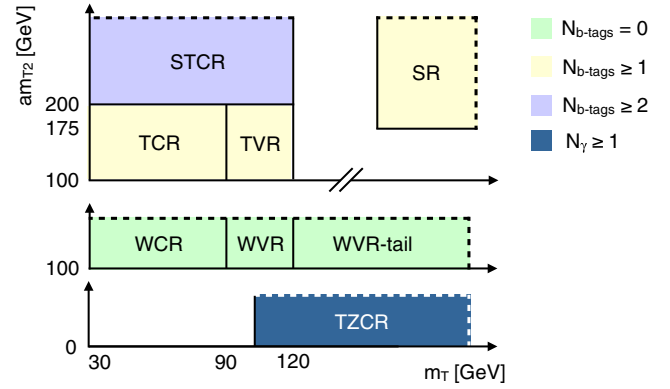 am_T2 [GeV]
200
175
100
STCR
TCR
TVR
SR
N_b-tags = 0
N_b-tags ≥ 1
N_b-tags ≥ 2
N_γ ≥ 1
100
WCR
WVR
WVR-tail
0
TZCR
30
90
120
m_T [GeV]